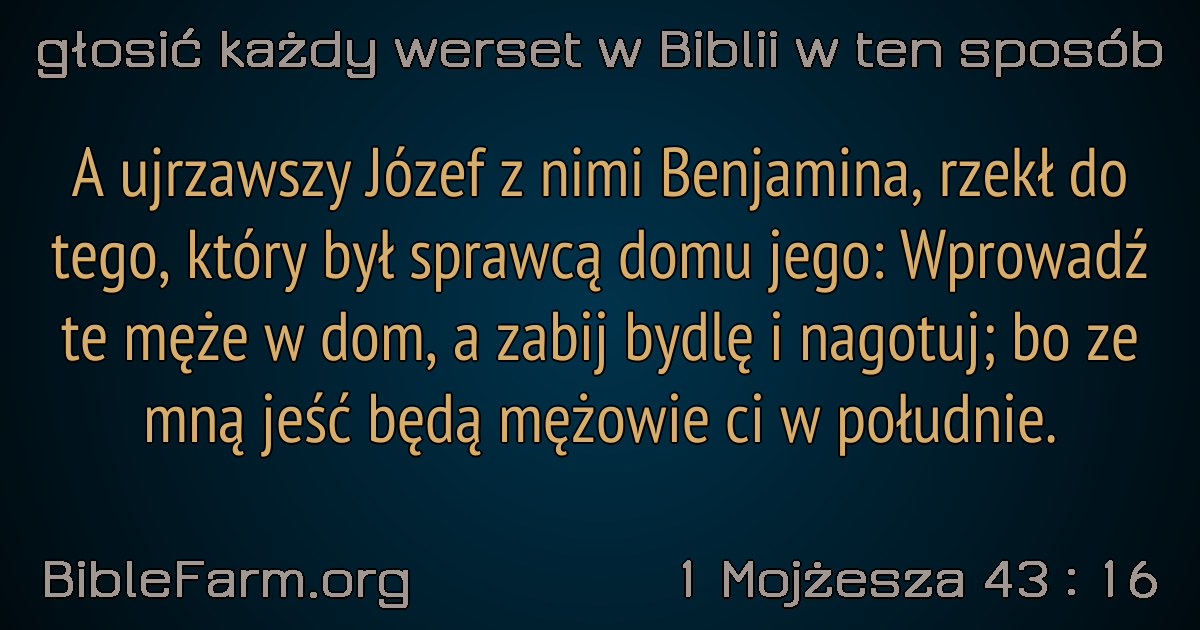 głosić każdy werset w Biblii w ten sposób
A ujrzawszy Józef z nimi Benjamina, rzekł do
tego, który był sprawcą domu jego: Wprowadź
te męże w dom, a zabij bydlę i nagotuj; bo ze
mną jeść będą mężowie ci w południe.
BibleFarm.org
1 Mojżesza 43 : 16